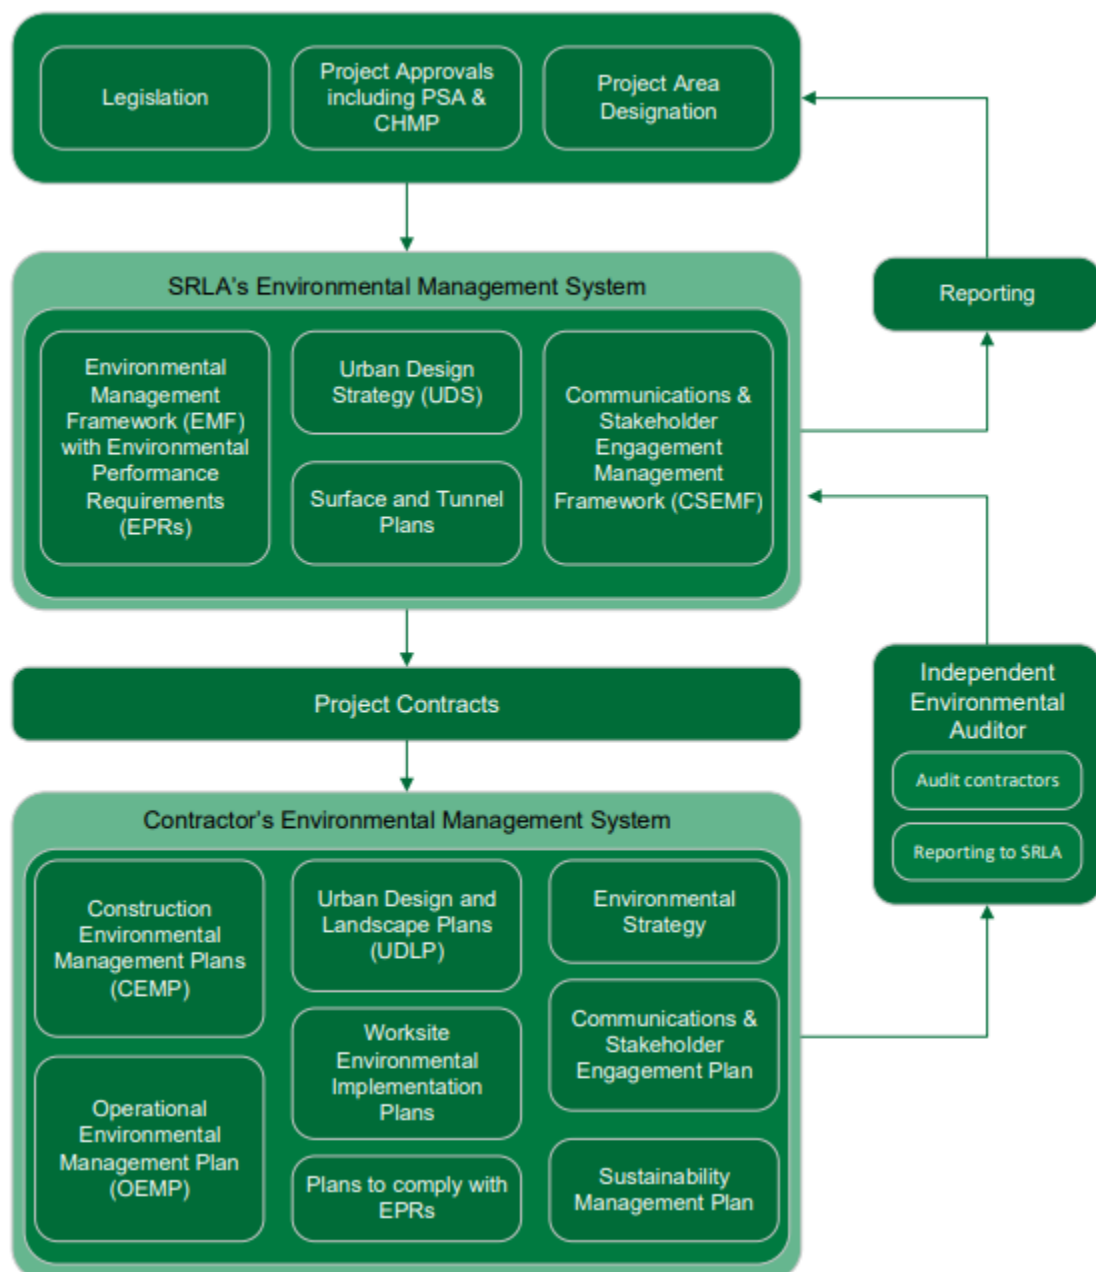 Legislation
Project Approvals
including PSA &
CHMP
Project Area
Designation
SRLA's Environmental Management System
Environmental
Management
Framework (EMF)
with Environmental
Performance
Requirements
(EPRs)
Urban Design
Strategy (UDS)
Surface and Tunnel
Plans
Communications &
Stakeholder
Engagement
Management
Framework (CSEMF)
Reporting
Project Contracts
Independent
Environmental
Auditor
Audit contractors
Reporting to SRLA
Contractor's Environmental Management System
Construction
Environmental
Management Plans
(CEMP)
Operational
Environmental
Management Plan
(OEMP)
Urban Design and
Landscape Plans
(UDLP)
Worksite
Environmental
Implementation
Plans
Plans to comply with
EPRs
Environmental
Strategy
Communications &
Stakeholder
Engagement Plan
Sustainability
Management Plan